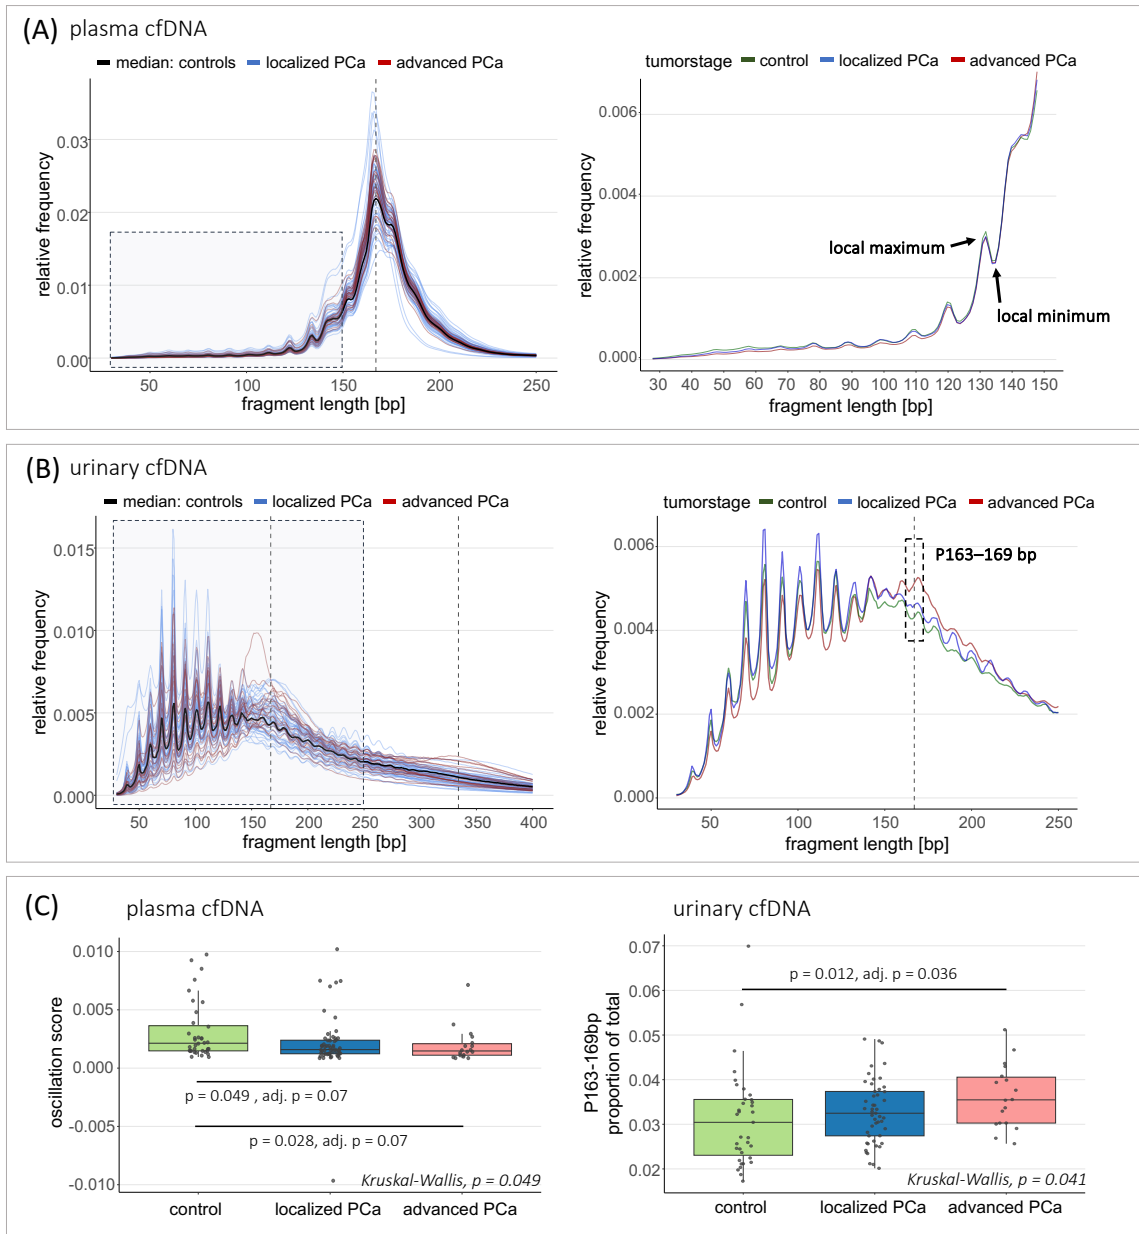 (A) plasma cfDNA
median: controls localized PCa advanced PCa
relative frequency
0.03
0.02
0.01
0.00
50 100 150 200 250
fragment length [bp]
tumorstage control localized PCa advanced PCa
relative frequency
0.006
0.004
0.002
0.000
local maximum
local minimum
30 40 50 60 70 80 90 100 110 120 130 140 150
fragment length [bp]
(B) urinary cfDNA
median: controls localized PCa advanced PCa
relative frequency
0.015
0.010
0.005
0.000
50 100 150 200 250 300 350 400
fragment length [bp]
tumorstage control localized PCa advanced PCa
relative frequency
0.006
0.004
0.002
0.000
P163–169 bp
50 100 150 200 250
fragment length [bp]
(C) plasma cfDNA
oscillation score
0.010
0.005
0.000
-0.005
-0.010
p = 0.049 , adj. p = 0.07
p = 0.028, adj. p = 0.07
Kruskal-Wallis, p = 0.049
control localized PCa advanced PCa
urinary cfDNA
P163-169bp
proportion of total
0.07
0.06
0.05
0.04
0.03
0.02
p = 0.012, adj. p = 0.036
Kruskal-Wallis, p = 0.041
control localized PCa advanced PCa